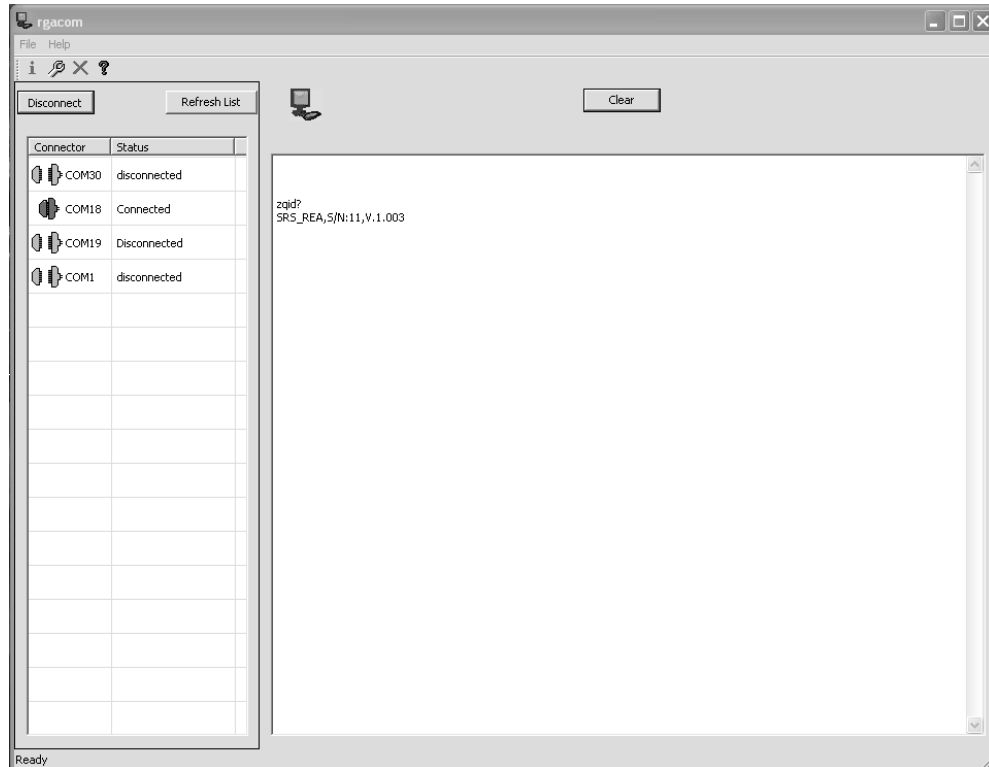 rgacom
File Help
Disconnect Refresh List Clear
Connector Status
COM30 disconnected
COM18 Connected
COM19 Disconnected
COM1 disconnected
zqid?
SRS_REA,S/N:11,V.1.003
Ready